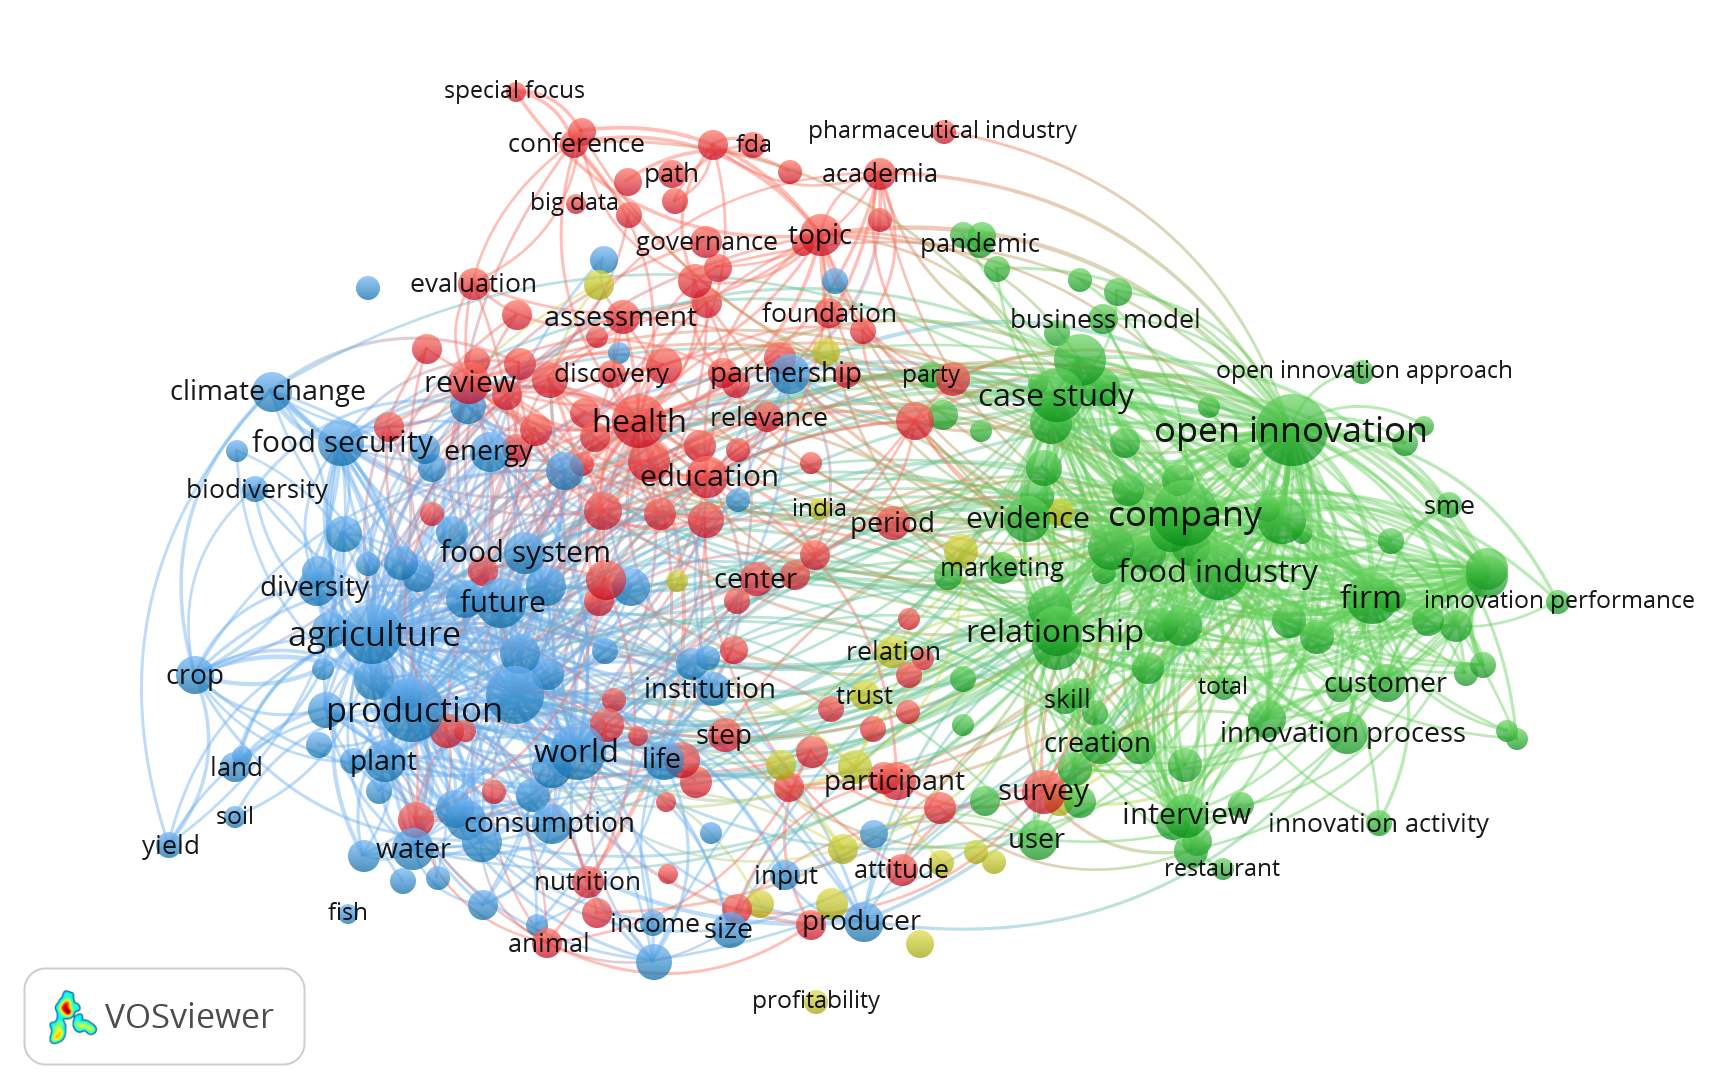 special focus
pharmaceutical industry
conference
fda
path
academia
big data
governance
topic
pandemic
evaluation
assessment
foundation
business model
open innovation approach
climate change
review
discovery
partnership
party
case study
health
relevance
open innovation
food security
energy
education
biodiversity
india
period
evidence
company
sme
food system
center
marketing
food industry
diversity
future
firm
innovation performance
agriculture
relationship
relation
crop
institution
trust
skill
total
customer
production
step
creation
innovation process
world
life
plant
land
participant
survey
soil
consumption
interview
innovation activity
yield
water
user
nutrition
input
attitude
restaurant
fish
income
size
producer
animal
profitability
VOSviewer